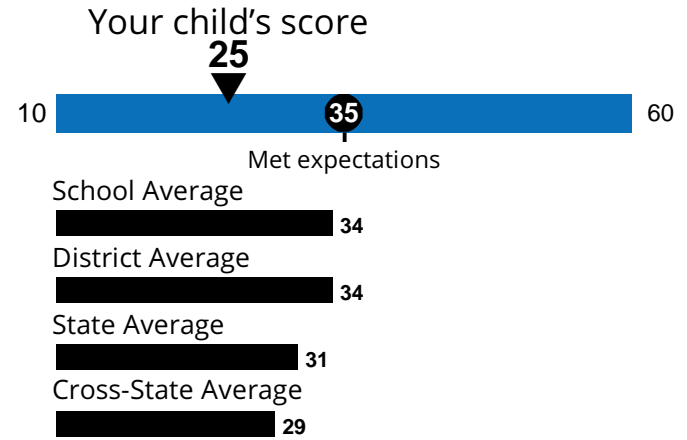 Your child's score
25
10 35 60
Met expectations
School Average
34
District Average
34
State Average
31
Cross-State Average
29